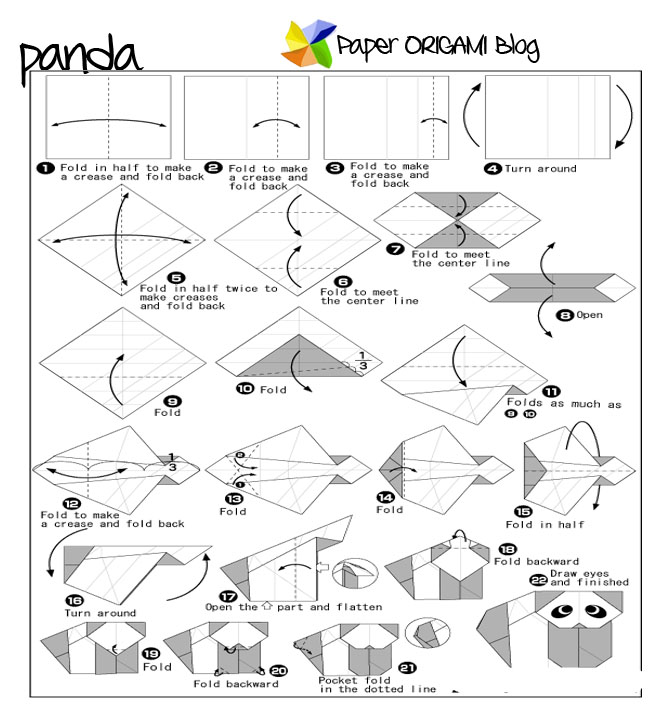 panda
Paper ORIGAMI Blog
1 Fold in half to make
a crease and fold back
2 Fold to make
a crease and
fold back
3 Fold to make
a crease and
fold back
4 Turn around
5
Fold in half twice to
make creases
and fold back
6
Fold to meet
the center line
7
Fold to meet
the center line
8 Open
9
Fold
1
3
10 Fold
11
Folds as much as
9 10
1
3
12
Fold to make
a crease and fold back
2
1
13
Fold
14
Fold
15
Fold in half
16
Turn around
17
Open the ⇧ part and flatten
18
Fold backward
19
Fold
20
Fold backward
21
Pocket fold
in the dotted line
22 Draw eyes
and finished